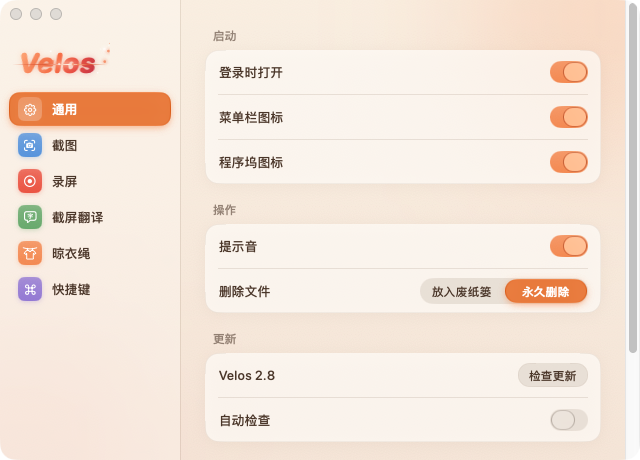 Velos
通用
截图
录屏
截屏翻译
晾衣绳
快捷键
启动
登录时打开
菜单栏图标
程序坞图标
操作
提示音
删除文件
放入废纸篓
永久删除
更新
Velos 2.8
检查更新
自动检查